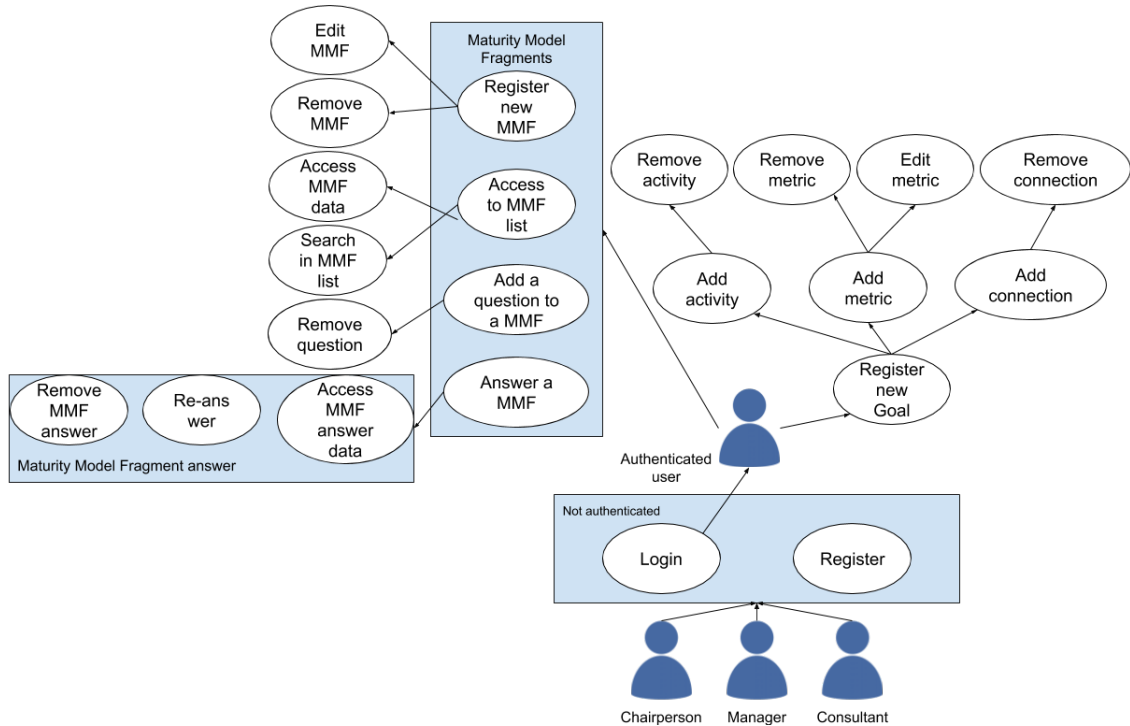 Edit
MMF
Remove
MMF
Access
MMF
data
Search
in MMF
list
Remove
question
Maturity Model
Fragments
Register
new
MMF
Access
to MMF
list
Add a
question to
a MMF
Answer a
MMF
Remove
MMF
answer
Re-ans
wer
Access
MMF
answer
data
Maturity Model Fragment answer
Remove
activity
Remove
metric
Edit
metric
Remove
connection
Add
activity
Add
metric
Add
connection
Register
new
Goal
Authenticated
user
Not authenticated
Login
Register
Chairperson
Manager
Consultant